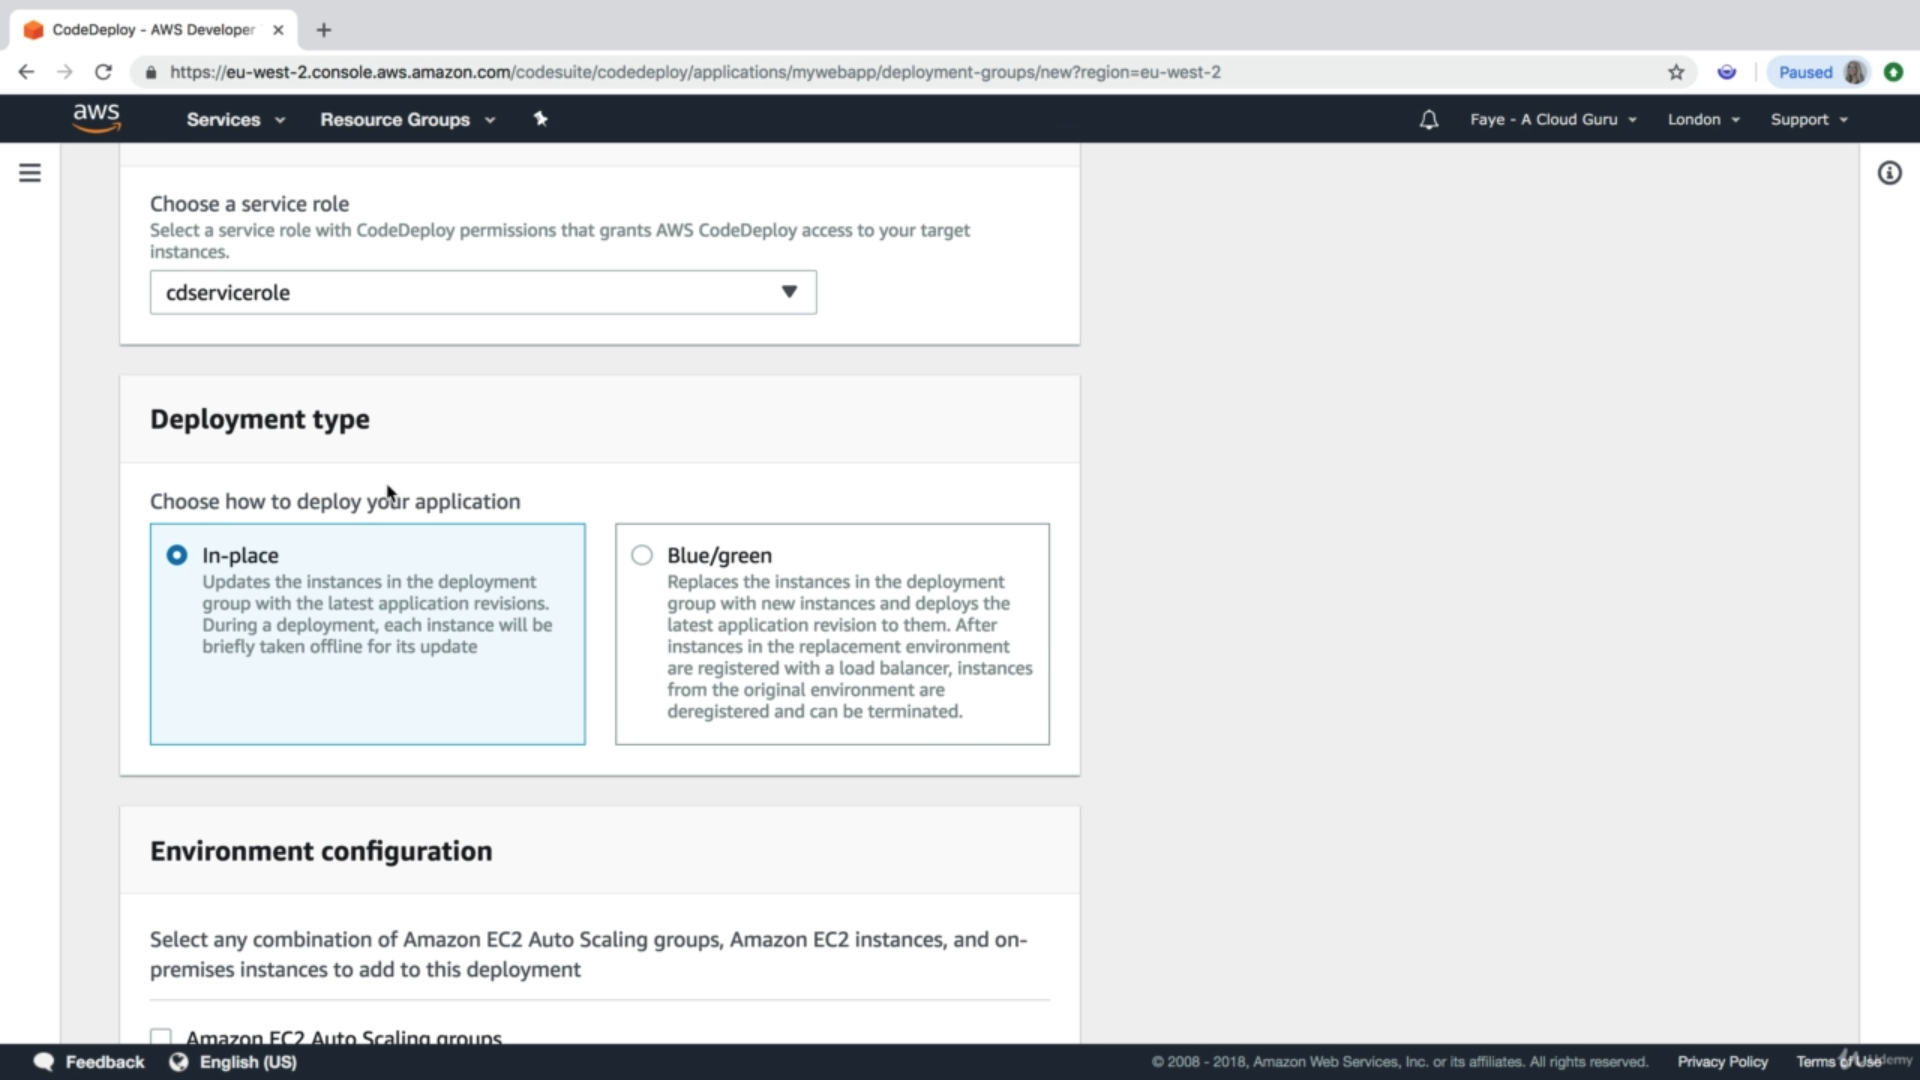 CodeDeploy - AWS Developer
https://eu-west-2.console.aws.amazon.com/codesuite/codedeploy/applications/mywebapp/deployment-groups/new?region=eu-west-2
Paused
aws
Services
Resource Groups
Faye - A Cloud Guru
London
Support
Choose a service role
Select a service role with CodeDeploy permissions that grants AWS CodeDeploy access to your target
instances.
cdservicerole
Deployment type
Choose how to deploy your application
In-place
Updates the instances in the deployment
group with the latest application revisions.
During a deployment, each instance will be
briefly taken offline for its update
Blue/green
Replaces the instances in the deployment
group with new instances and deploys the
latest application revision to them. After
instances in the replacement environment
are registered with a load balancer, instances
from the original environment are
deregistered and can be terminated.
Environment configuration
Select any combination of Amazon EC2 Auto Scaling groups, Amazon EC2 instances, and on-
premises instances to add to this deployment
Amazon EC2 Auto Scaling groups
Feedback
English (US)
© 2008 - 2018, Amazon Web Services, Inc. or its affiliates. All rights reserved.
Privacy Policy
Terms of Use